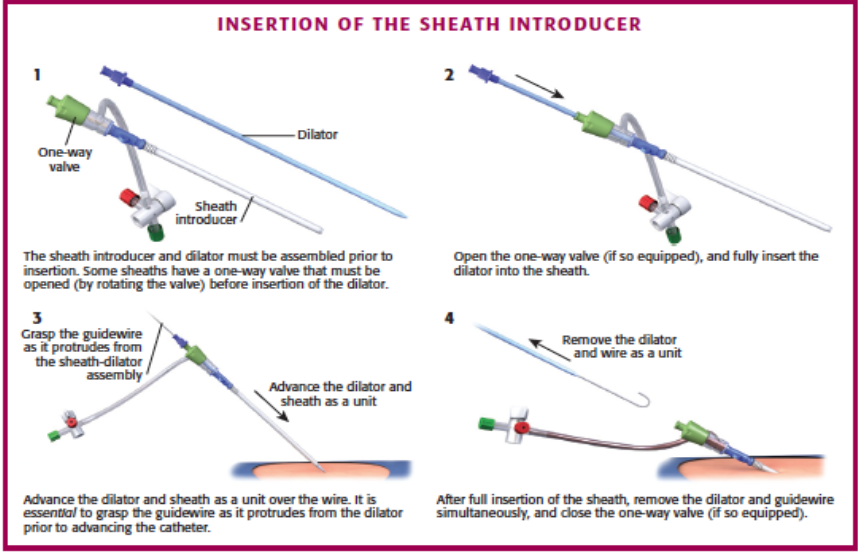 INSERTION OF THE SHEATH INTRODUCER
1
Dilator
One-way
valve
Sheath
introducer
The sheath introducer and dilator must be assembled prior to
insertion. Some sheaths have a one-way valve that must be
opened (by rotating the valve) before insertion of the dilator.
2
Open the one-way valve (if so equipped), and fully insert the
dilator into the sheath.
3
Grasp the guidewire
as it protrudes from
the sheath-dilator
assembly
Advance the dilator and
sheath as a unit
Advance the dilator and sheath as a unit over the wire. It is
essential to grasp the guidewire as it protrudes from the dilator
prior to advancing the catheter.
4
Remove the dilator
and wire as a unit
After full insertion of the sheath, remove the dilator and guidewire
simultaneously, and close the one-way valve (if so equipped).